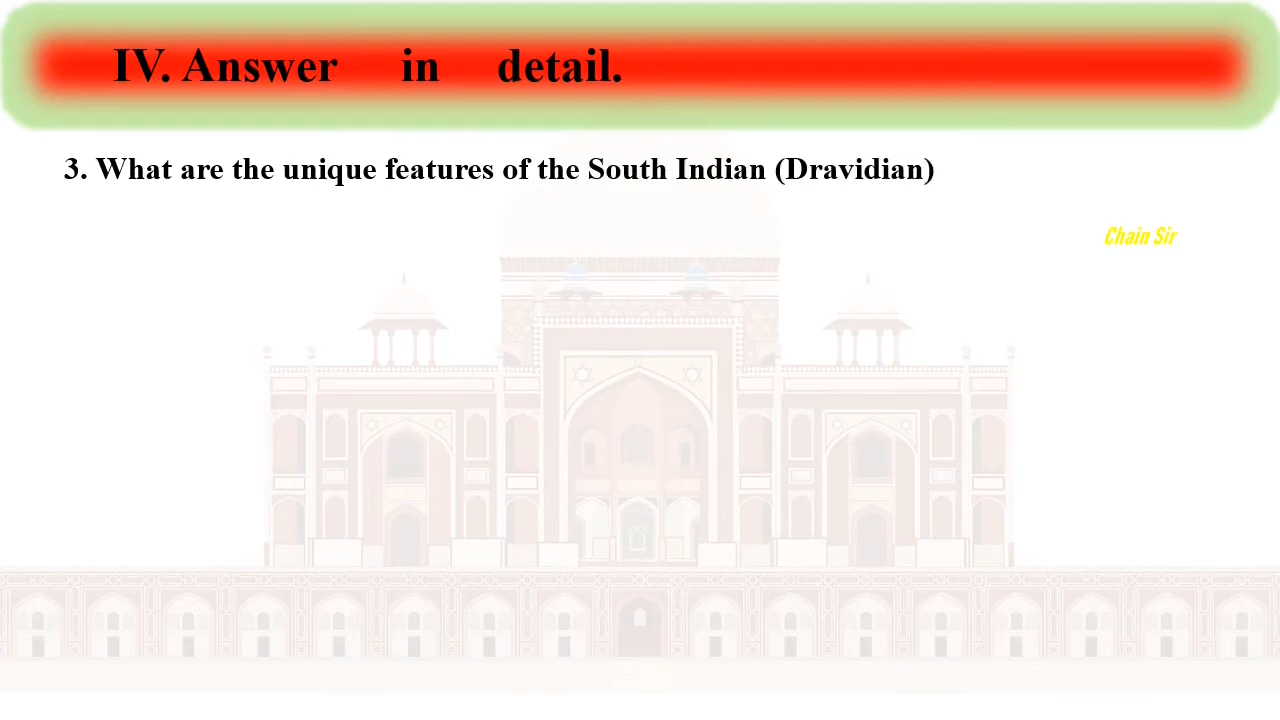 IV. Answer in detail.
3. What are the unique features of the South Indian (Dravidian)
Chain Sir